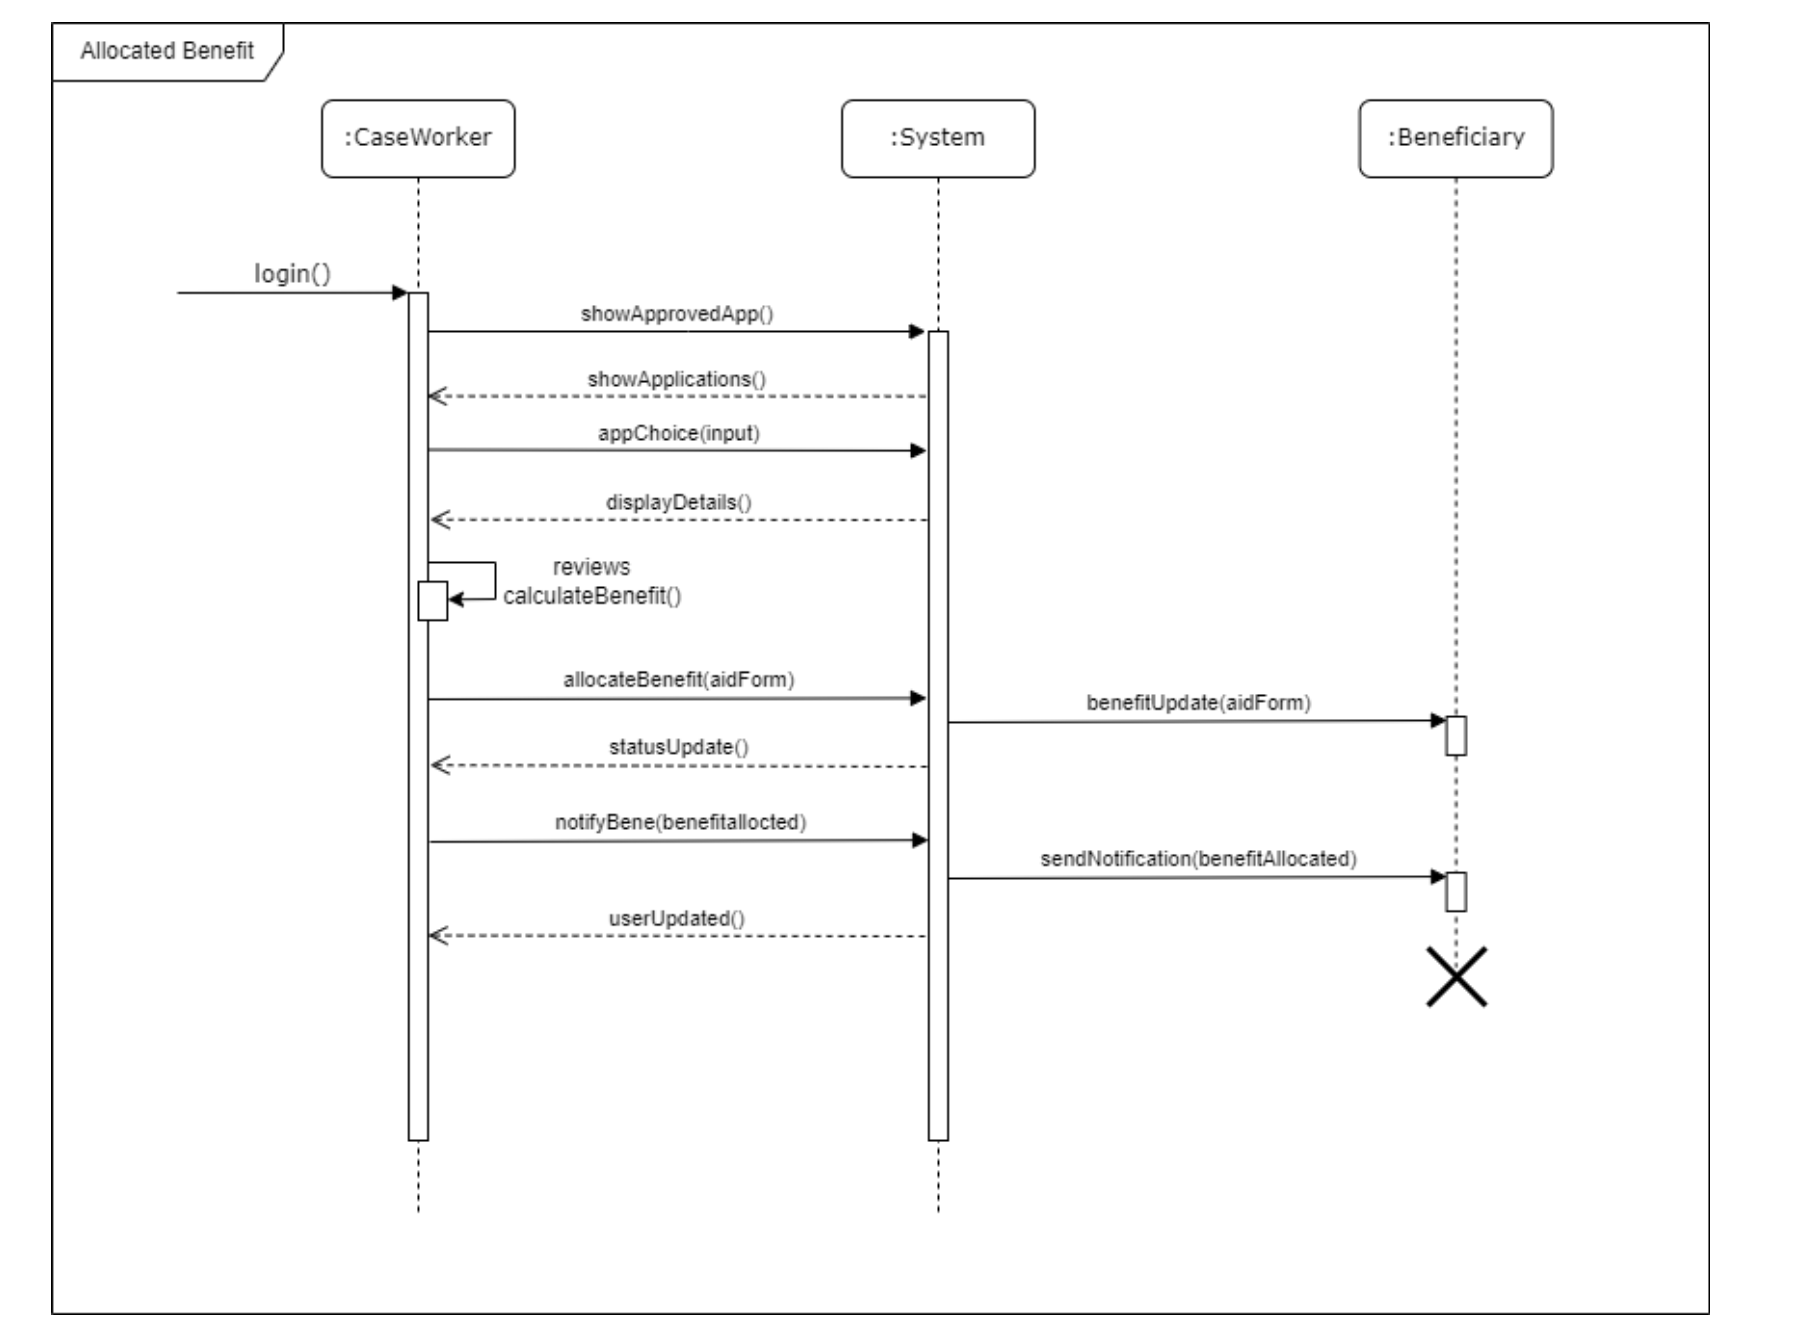 Allocated Benefit
:CaseWorker
:System
:Beneficiary
login()
showApprovedApp()
showApplications()
appChoice(input)
displayDetails()
reviews
calculateBenefit()
allocateBenefit(aidForm)
benefitUpdate(aidForm)
statusUpdate()
notifyBene(benefitallocted)
sendNotification(benefitAllocated)
userUpdated()